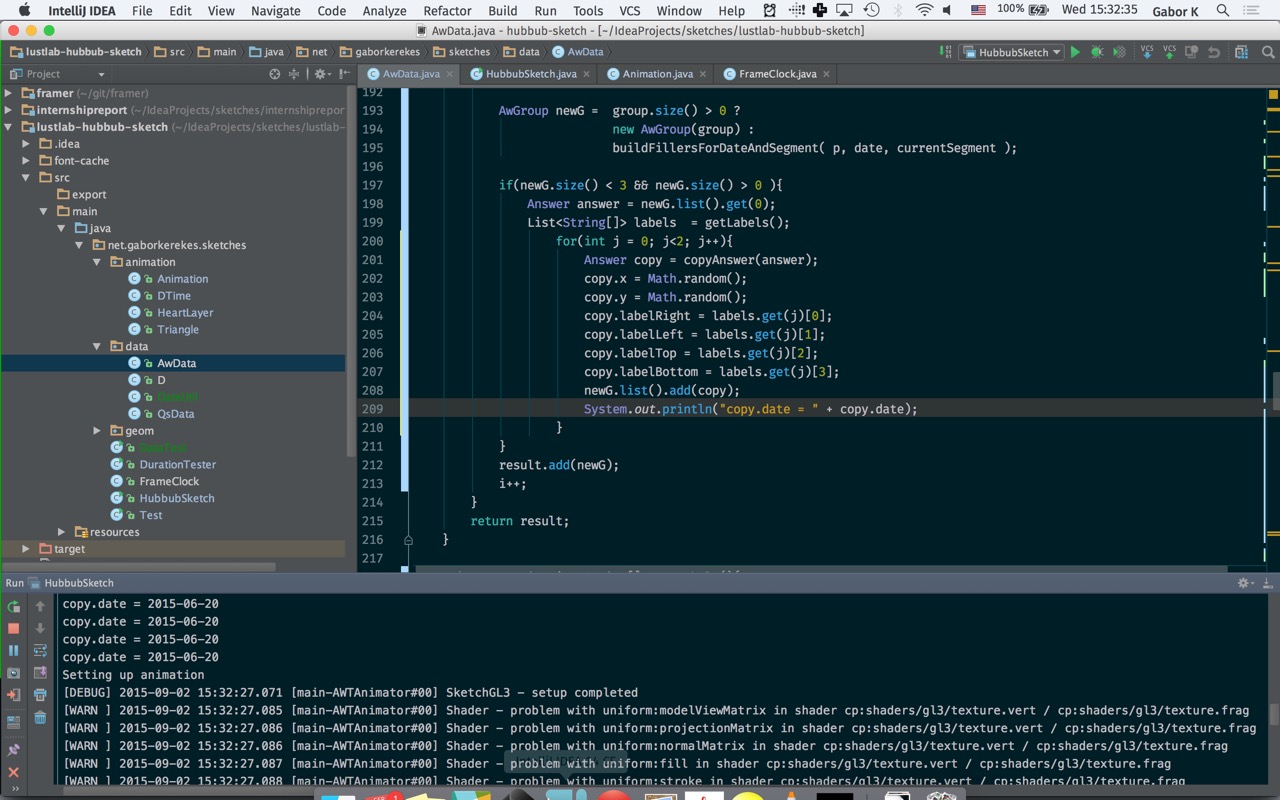 IntelliJ IDEA File Edit View Navigate Code Analyze Refactor Build Run Tools VCS Window Help 100% Wed 15:32:35 Gabor K
AwData.java - hubbub-sketch - [~/IdeaProjects/sketches/lustlab-hubbub-sketch]
lustlab-hubbub-sketch src main java net gaborkerekes sketches data AwData HubbubSketch VCS VCS
Project AwData.java HubbubSketch.java Animation.java FrameClock.java
framer (~/git/framer)
internshipreport (~/IdeaProjects/sketches/internshiprepor
lustlab-hubbub-sketch (~/IdeaProjects/sketches/lustlab-
.idea
font-cache
src
export
main
java
net.gaborkerekes.sketches
animation
Animation
DTime
HeartLayer
Triangle
data
AwData
D
QsData
geom
DurationTester
FrameClock
HubbubSketch
Test
resources
target
192
193 AwGroup newG = group.size() > 0 ?
194 new AwGroup(group) :
195 buildFillersForDateAndSegment( p, date, currentSegment );
196
197 if(newG.size() < 3 && newG.size() > 0 ){
198 Answer answer = newG.list().get(0);
199 List<String[]> labels = getLabels();
200 for(int j = 0; j<2; j++){
201 Answer copy = copyAnswer(answer);
202 copy.x = Math.random();
203 copy.y = Math.random();
204 copy.labelRight = labels.get(j)[0];
205 copy.labelLeft = labels.get(j)[1];
206 copy.labelTop = labels.get(j)[2];
207 copy.labelBottom = labels.get(j)[3];
208 newG.list().add(copy);
209 System.out.println("copy.date = " + copy.date);
210 }
211 }
212 result.add(newG);
213 i++;
214 }
215 return result;
216 }
217
Run HubbubSketch
copy.date = 2015-06-20
copy.date = 2015-06-20
copy.date = 2015-06-20
copy.date = 2015-06-20
Setting up animation
[DEBUG] 2015-09-02 15:32:27.071 [main-AWTAnimator#00] SketchGL3 - setup completed
[WARN ] 2015-09-02 15:32:27.085 [main-AWTAnimator#00] Shader - problem with uniform:modelViewMatrix in shader cp:shaders/gl3/texture.vert / cp:shaders/gl3/texture.frag
[WARN ] 2015-09-02 15:32:27.086 [main-AWTAnimator#00] Shader - problem with uniform:projectionMatrix in shader cp:shaders/gl3/texture.vert / cp:shaders/gl3/texture.frag
[WARN ] 2015-09-02 15:32:27.086 [main-AWTAnimator#00] Shader - problem with uniform:normalMatrix in shader cp:shaders/gl3/texture.vert / cp:shaders/gl3/texture.frag
[WARN ] 2015-09-02 15:32:27.087 [main-AWTAnimator#00] Shader - problem with uniform:fill in shader cp:shaders/gl3/texture.vert / cp:shaders/gl3/texture.frag
[WARN ] 2015-09-02 15:32:27.088 [main-AWTAnimator#00] Shader - problem with uniform:stroke in shader cp:shaders/gl3/texture.vert / cp:shaders/gl3/texture.frag